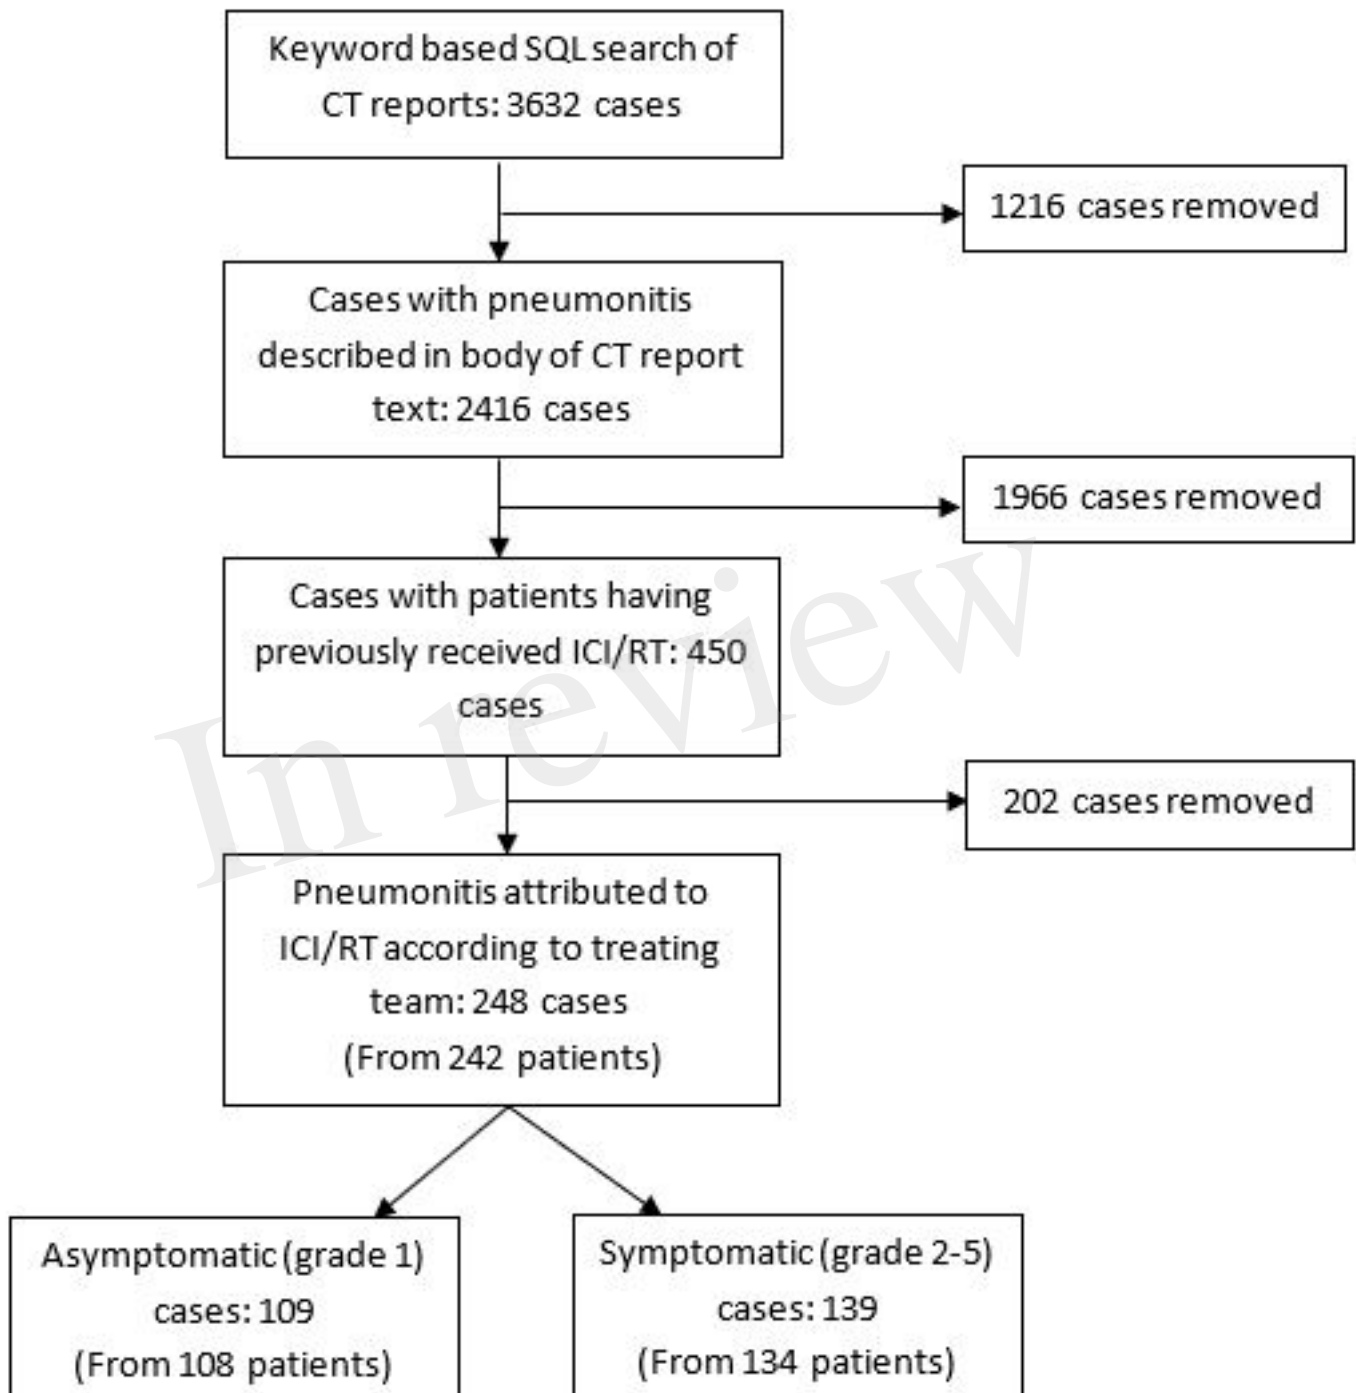 Keyword based SQL search of
CT reports: 3632 cases
1216 cases removed
Cases with pneumonitis
described in body of CT report
text: 2416 cases
1966 cases removed
Cases with patients having
previously received ICI/RT: 450
cases
In review
202 cases removed
Pneumonitis attributed to
ICI/RT according to treating
team: 248 cases
(From 242 patients)
Asymptomatic (grade 1)
cases: 109
(From 108 patients)
Symptomatic (grade 2-5)
cases: 139
(From 134 patients)